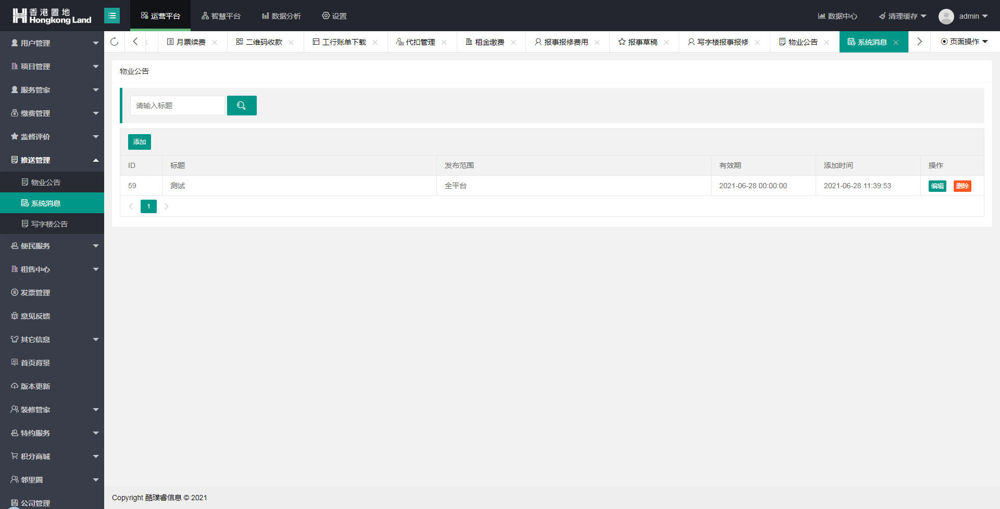 香港置地
Hongkong Land
运营平台
智慧平台
数据分析
设置
数据中心
清理缓存
admin
月票续费
二维码收款
工行账单下载
代扣管理
租金缴费
报事报修费用
报事草稿
写字楼报事报修
物业公告
系统消息
页面操作
用户管理
项目管理
服务管家
缴费管理
监督评价
推送管理
物业公告
系统消息
写字楼公告
便民服务
租售中心
发票管理
意见反馈
其它信息
首页背景
版本更新
装修管家
特约服务
积分商城
邻里圈
公司管理
物业公告
请输入标题
添加
ID 标题 发布范围 有效期 添加时间 操作
59 测试 全平台 2021-06-28 00:00:00 2021-06-28 11:39:53 编辑 删除
1
Copyright 酷璞睿信息 © 2021